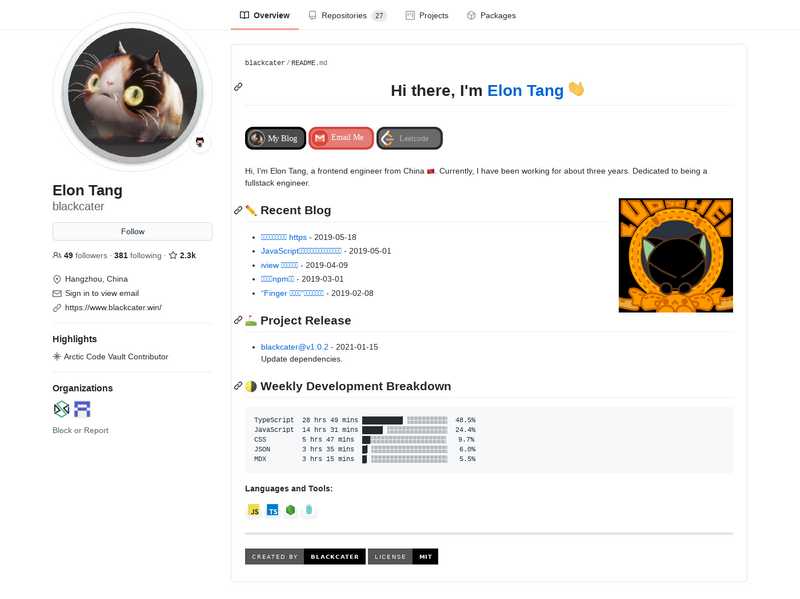 Overview
Repositories 27
Projects
Packages
Elon Tang
blackcater
Follow
49 followers · 381 following · 2.3k
Hangzhou, China
Sign in to view email
https://www.blackcater.win/
Highlights
Arctic Code Vault Contributor
Organizations
Block or Report
blackcater / README.md
Hi there, I'm Elon Tang 👋
My Blog
Email Me
Leetcode
Hi, I'm Elon Tang, a frontend engineer from China 🇨🇳. Currently, I have been working for about three years. Dedicated to being a
fullstack engineer.
✏️ Recent Blog
https - 2019-05-18
JavaScript - 2019-05-01
- 2019-04-09
npm - 2019-03-01
"Finger " - 2019-02-08
⛳ Project Release
blackcater@v1.0.2 - 2021-01-15
Update dependencies.
🌗 Weekly Development Breakdown
TypeScript 28 hrs 49 mins 48.5%
JavaScript 14 hrs 31 mins 24.4%
CSS 5 hrs 47 mins 9.7%
JSON 3 hrs 35 mins 6.0%
MDX 3 hrs 15 mins 5.5%
Languages and Tools:
JS
TS
CREATED BY BLACKCATER
LICENSE MIT